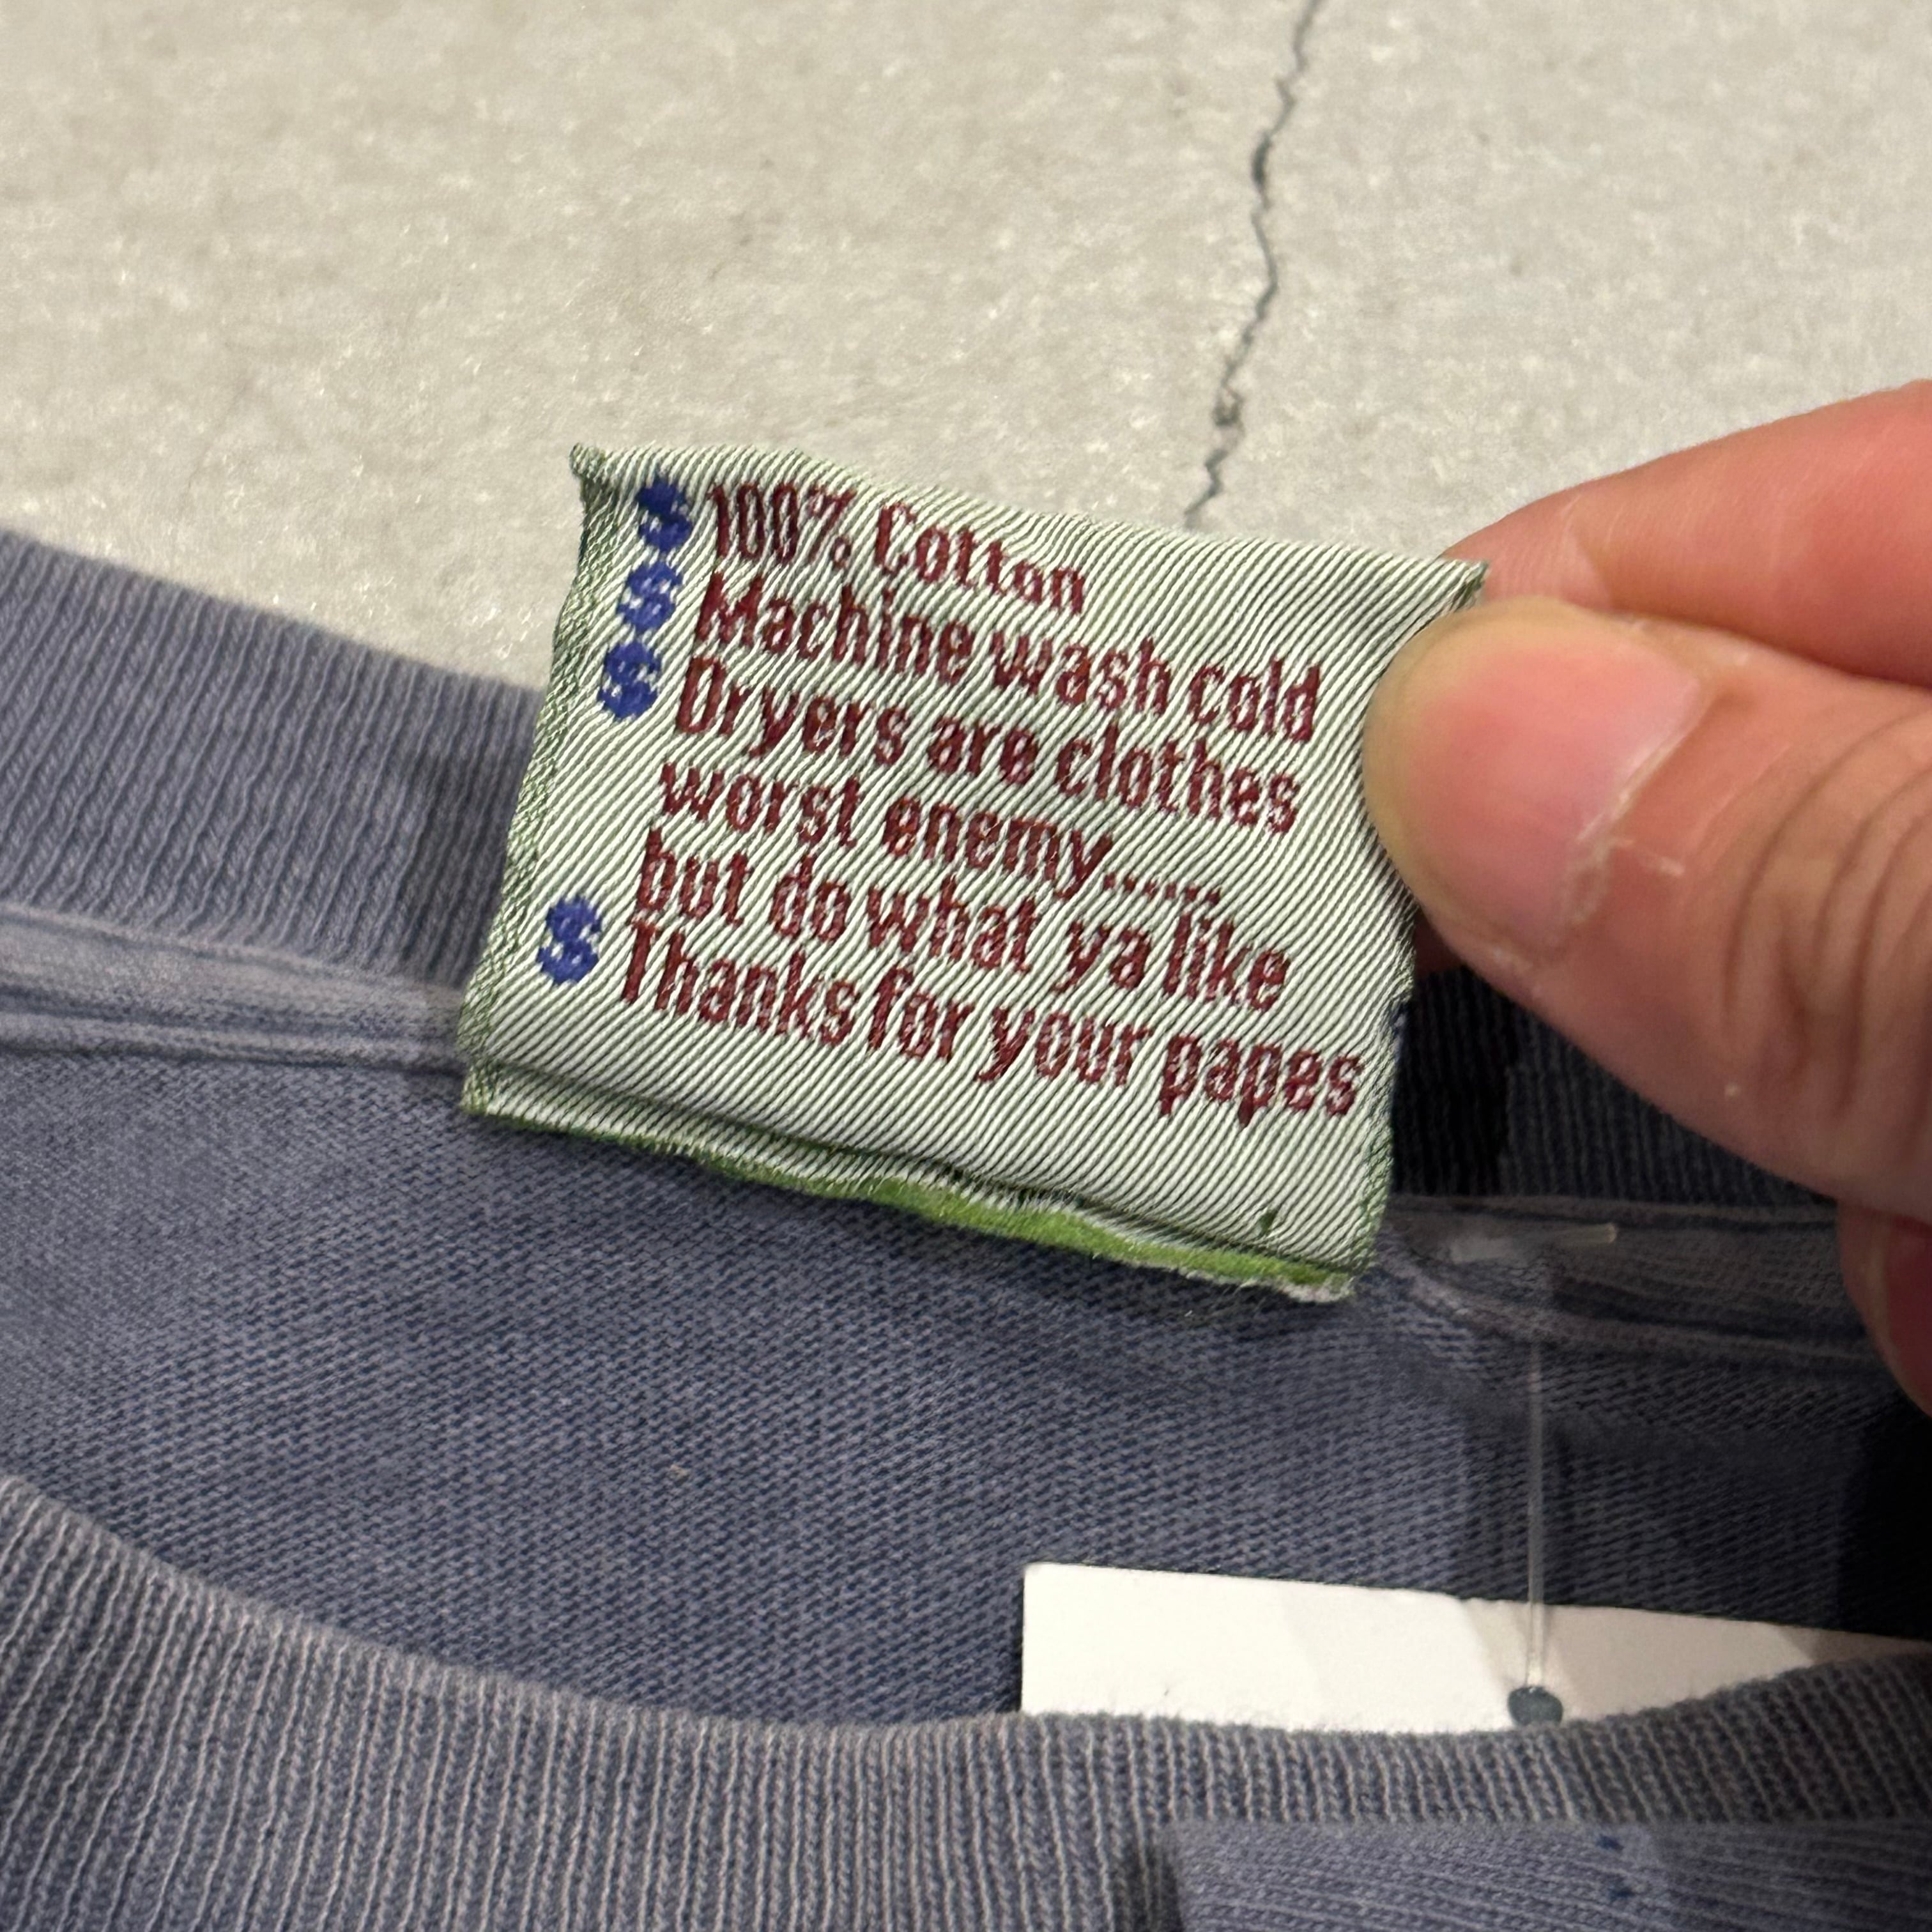 $ 100% Cotton
$ Machine wash cold
$ Dryers are clothes
worst enemy......
but do what ya like
$ Thanks for your papes